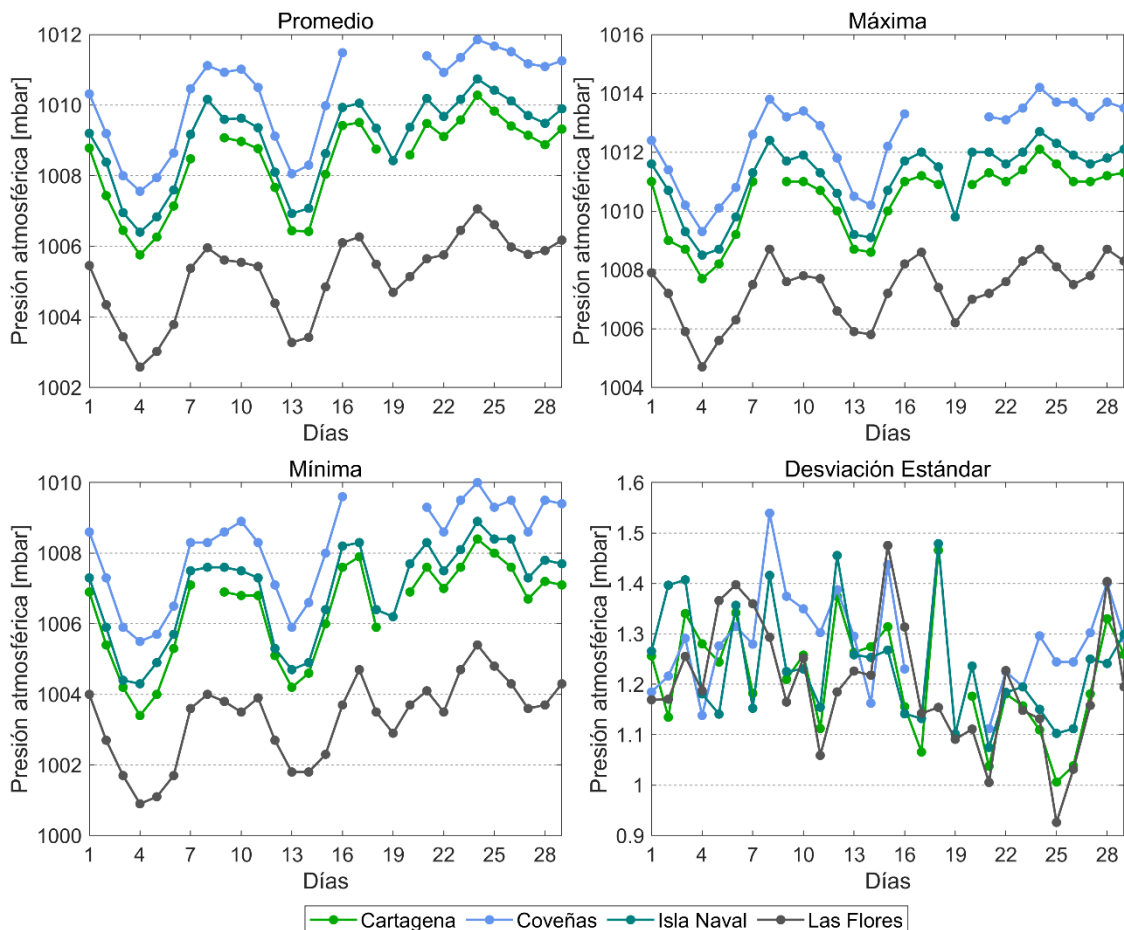 Promedio
Presión atmosférica [mbar]
1012
1010
1008
1006
1004
1002
1 4 7 10 13 16 19 22 25 28
Días
Máxima
Presión atmosférica [mbar]
1016
1014
1012
1010
1008
1006
1004
1 4 7 10 13 16 19 22 25 28
Días
Mínima
Presión atmosférica [mbar]
1010
1008
1006
1004
1002
1000
1 4 7 10 13 16 19 22 25 28
Días
Desviación Estándar
Presión atmosférica [mbar]
1.6
1.5
1.4
1.3
1.2
1.1
1
0.9
1 4 7 10 13 16 19 22 25 28
Días
Cartagena Coveñas Isla Naval Las Flores